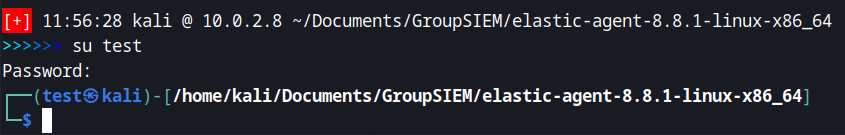 [+] 11:56:28 kali @ 10.0.2.8 ~/Documents/GroupSIEM/elastic-agent-8.8.1-linux-x86_64
>>>>>> su test
Password:
┌──(test㉿kali)-[/home/kali/Documents/GroupSIEM/elastic-agent-8.8.1-linux-x86_64]
└─$